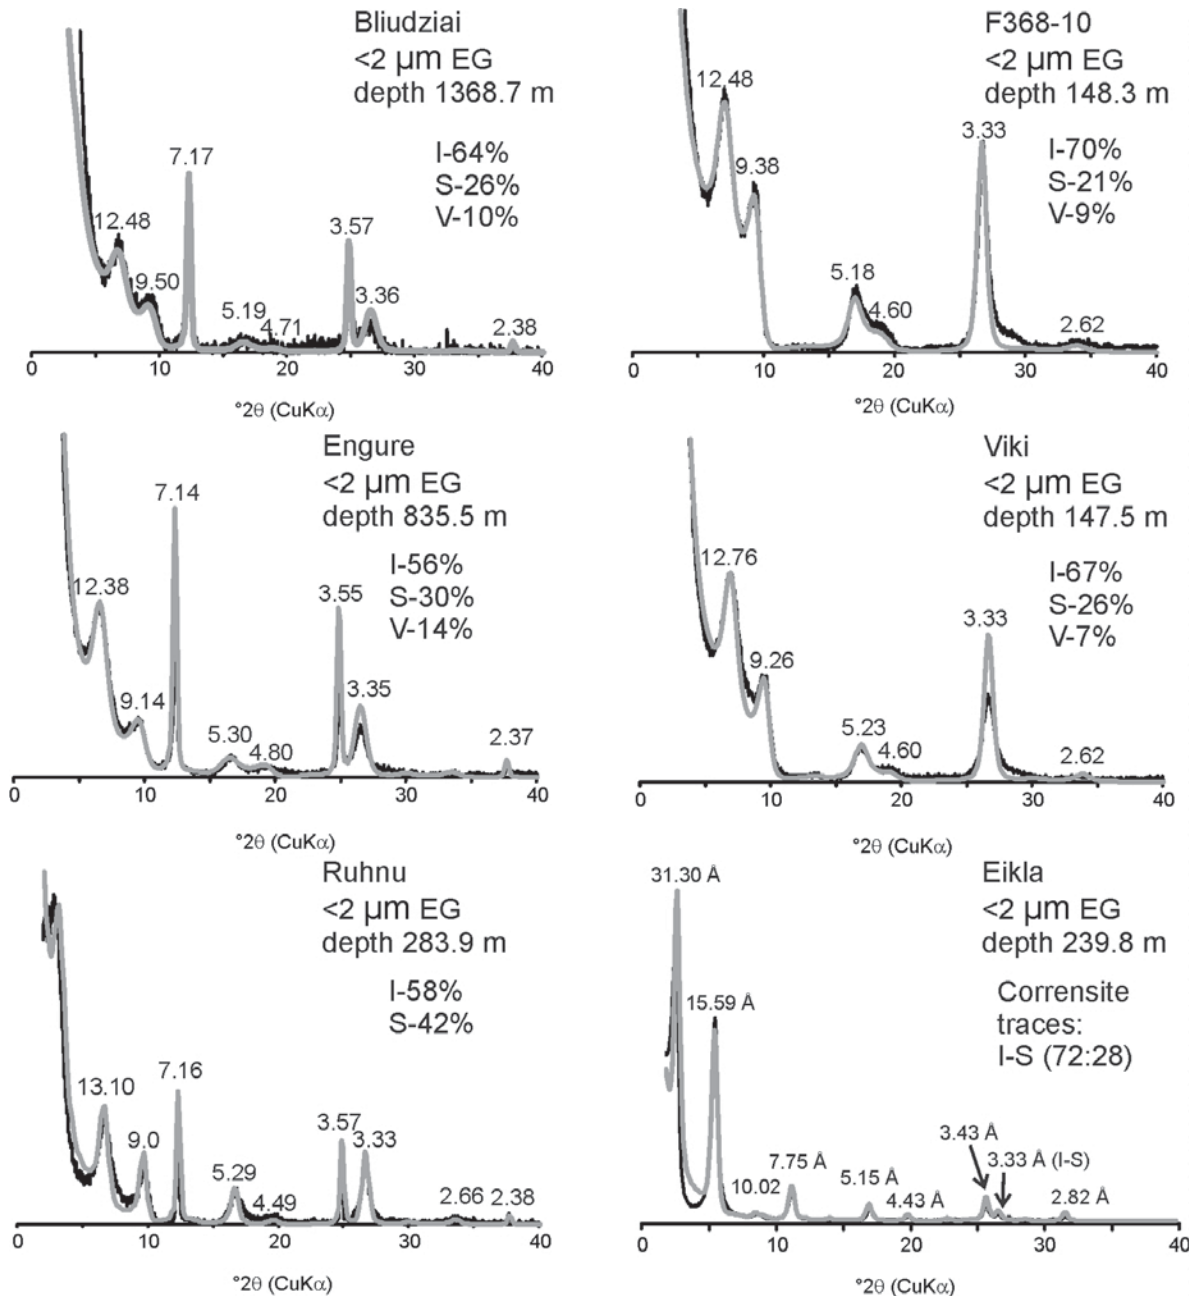 Bliudziai
<2 µm EG
depth 1368.7 m
I-64%
S-26%
V-10%
12.48
9.50
7.17
5.19
4.71
3.57
3.36
2.38
0 10 20 30 40
°2θ (CuKα)
F368-10
<2 µm EG
depth 148.3 m
I-70%
S-21%
V-9%
12.48
9.38
5.18
4.60
3.33
2.62
0 10 20 30 40
°2θ (CuKα)
Engure
<2 µm EG
depth 835.5 m
I-56%
S-30%
V-14%
12.38
9.14
7.14
5.30
4.80
3.55
3.35
2.37
0 10 20 30 40
°2θ (CuKα)
Viki
<2 µm EG
depth 147.5 m
I-67%
S-26%
V-7%
12.76
9.26
5.23
4.60
3.33
2.62
0 10 20 30 40
°2θ (CuKα)
Ruhnu
<2 µm EG
depth 283.9 m
I-58%
S-42%
13.10
9.0
7.16
5.29
4.49
3.57
3.33
2.66
2.38
0 10 20 30 40
°2θ (CuKα)
Eikla
<2 µm EG
depth 239.8 m
Corrensite
traces:
I-S (72:28)
31.30 Å
15.59 Å
10.02
7.75 Å
5.15 Å
4.43 Å
3.43 Å
3.33 Å (I-S)
2.82 Å
0 10 20 30 40
°2θ (CuKα)